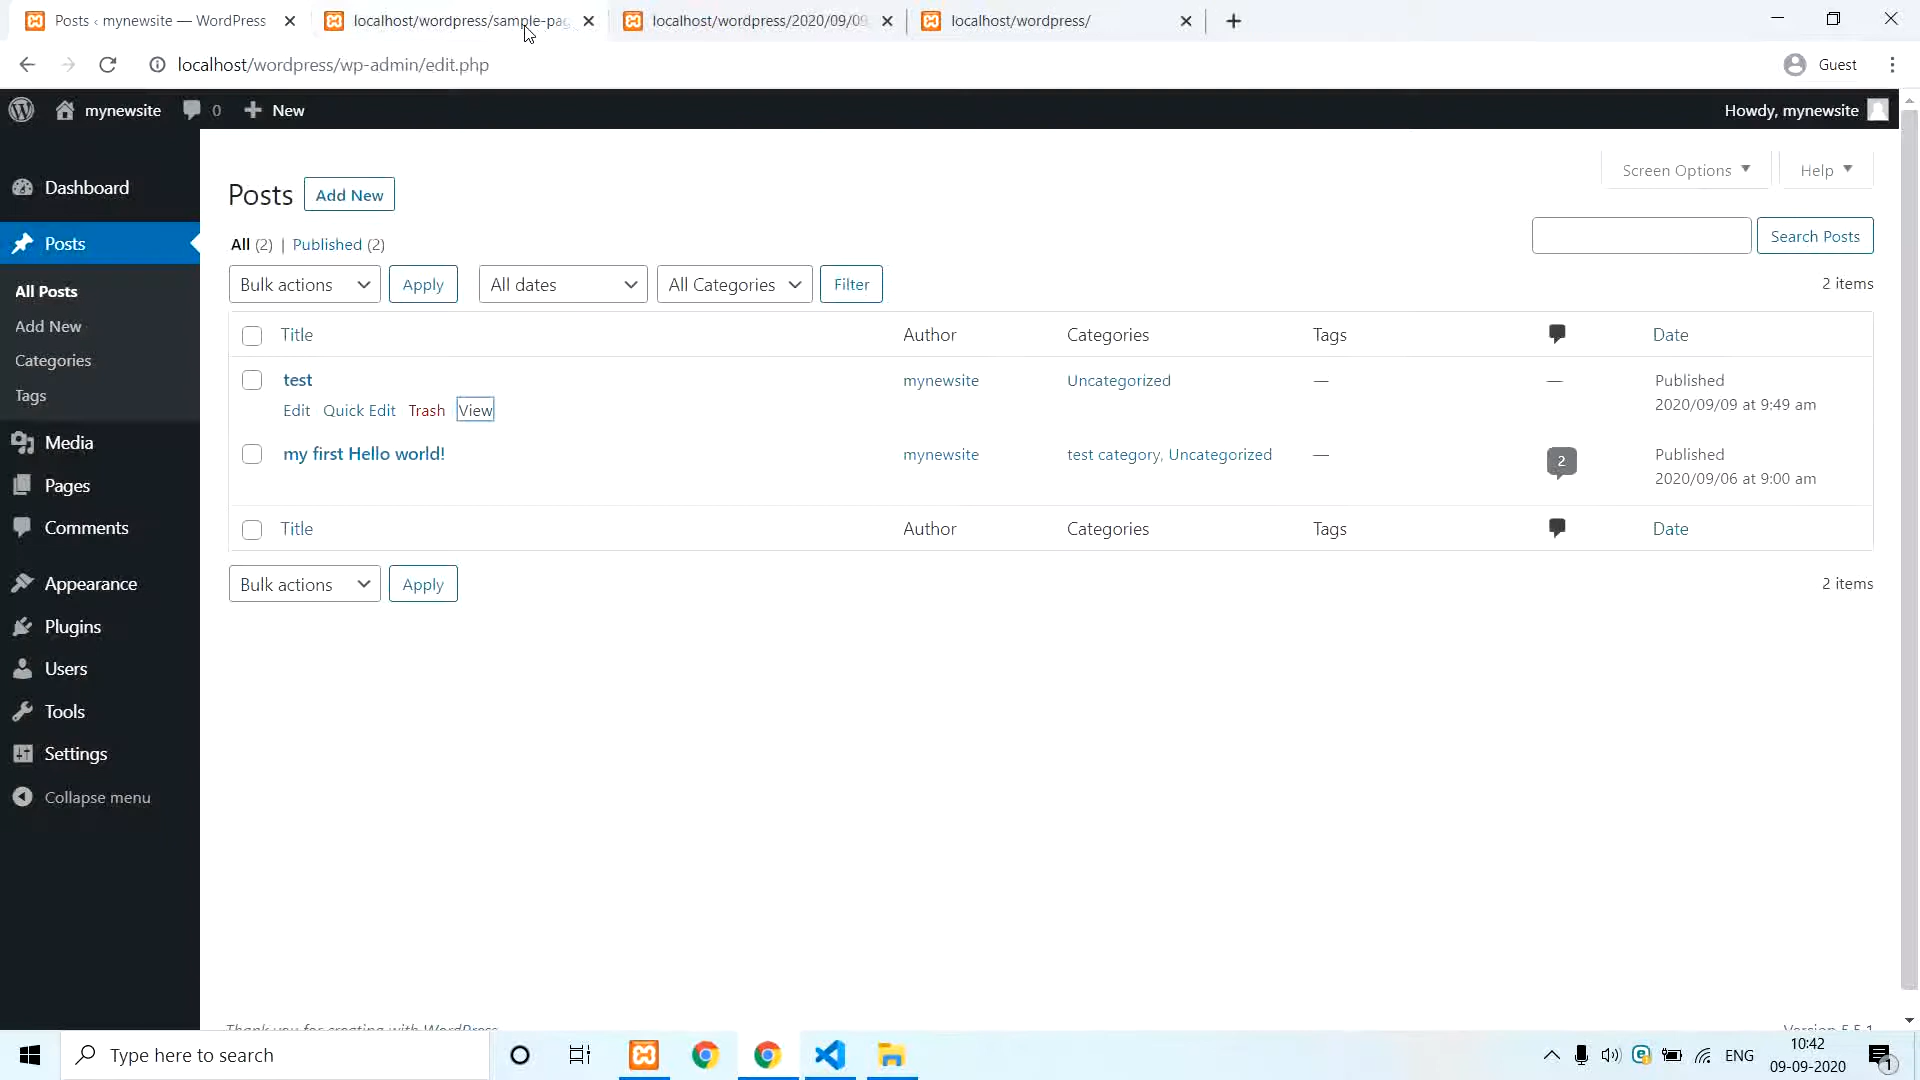 Posts ‹ mynewsite — WordPress
localhost/wordpress/sample-pag
localhost/wordpress/2020/09/09
localhost/wordpress/
localhost/wordpress/wp-admin/edit.php
Guest
mynewsite
0
New
Howdy, mynewsite
Dashboard
Posts
All Posts
Add New
Categories
Tags
Media
Pages
Comments
Appearance
Plugins
Users
Tools
Settings
Collapse menu
Screen Options
Help
Posts
Add New
All (2) | Published (2)
Search Posts
Bulk actions
Apply
All dates
All Categories
Filter
2 items
Title Author Categories Tags Date
test mynewsite Uncategorized — — Published
2020/09/09 at 9:49 am
Edit Quick Edit Trash View
my first Hello world! mynewsite test category, Uncategorized — 2 Published
2020/09/06 at 9:00 am
Title Author Categories Tags Date
Bulk actions
Apply
2 items
Thank you for creating with WordPress
Version 5.5.1
Type here to search
ENG
10:42
09-09-2020
1